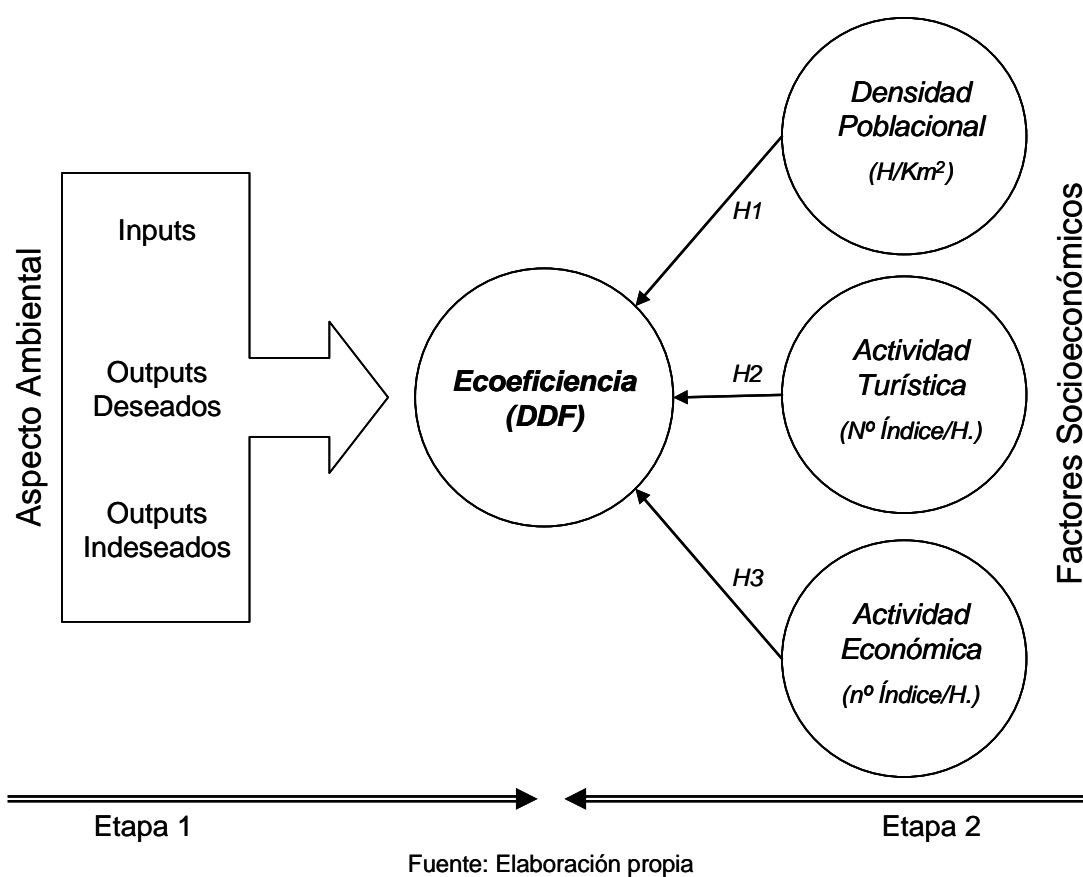 Aspecto Ambiental
Inputs
Outputs
Deseados
Outputs
Indeseados
Ecoeficiencia
(DDF)
H1
H2
H3
Densidad
Poblacional
(H/Km²)
Actividad
Turística
(Nº Índice/H.)
Actividad
Económica
(nº Índice/H.)
Factores Socioeconómicos
Etapa 1
Etapa 2
Fuente: Elaboración propia